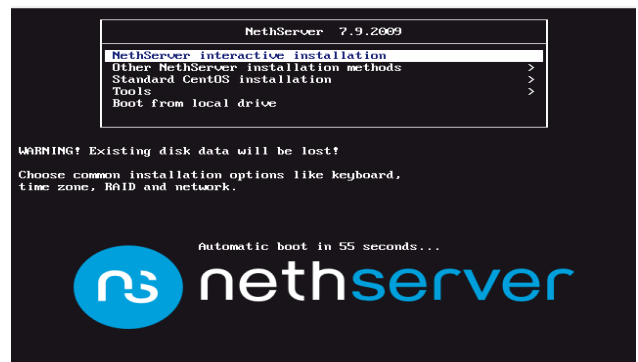 NethServer 7.9.2009
NethServer interactive installation
Other NethServer installation methods >
Standard CentOS installation >
Tools >
Boot from local drive
WARNING! Existing disk data will be lost!
Choose common installation options like keyboard,
time zone, RAID and network.
Automatic boot in 55 seconds...
ns nethserver